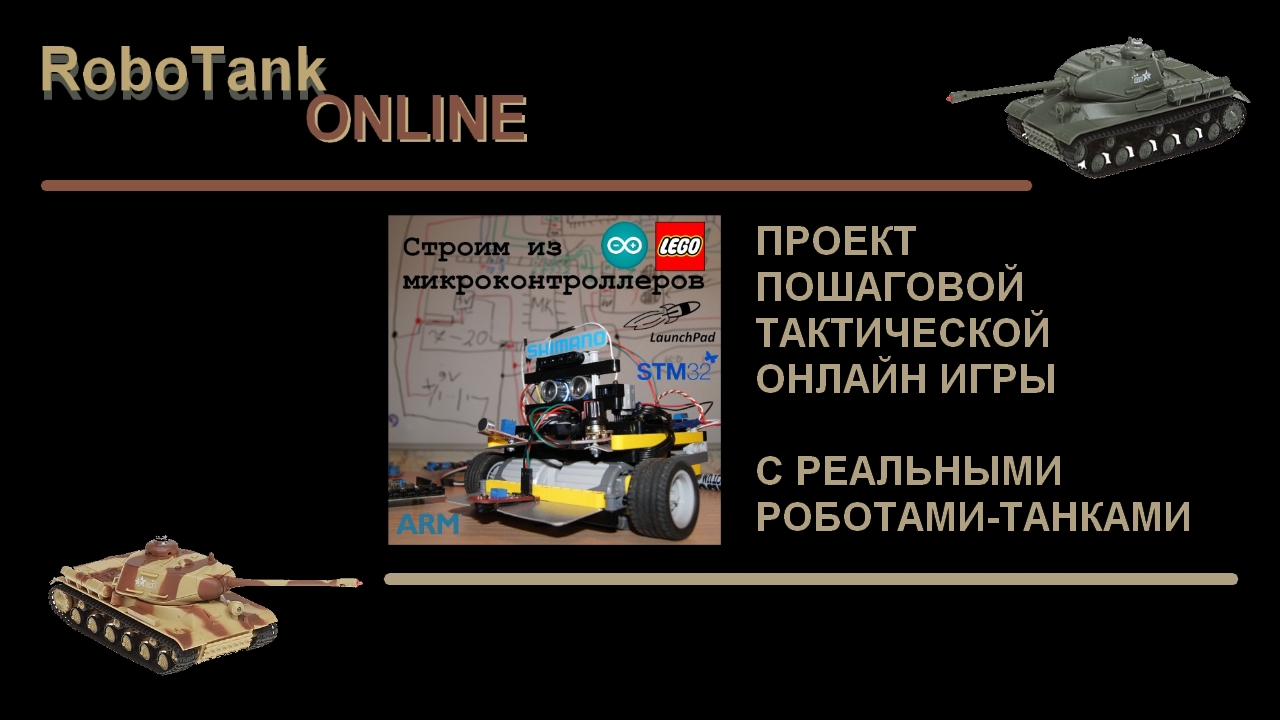 RoboTank
ONLINE
Строим из
микроконтроллеров
LEGO
LaunchPad
STM32
SHIMANO
ARM
ПРОЕКТ
ПОШАГОВОЙ
ТАКТИЧЕСКОЙ
ОНЛАЙН ИГРЫ
С РЕАЛЬНЫМИ
РОБОТАМИ-ТАНКАМИ